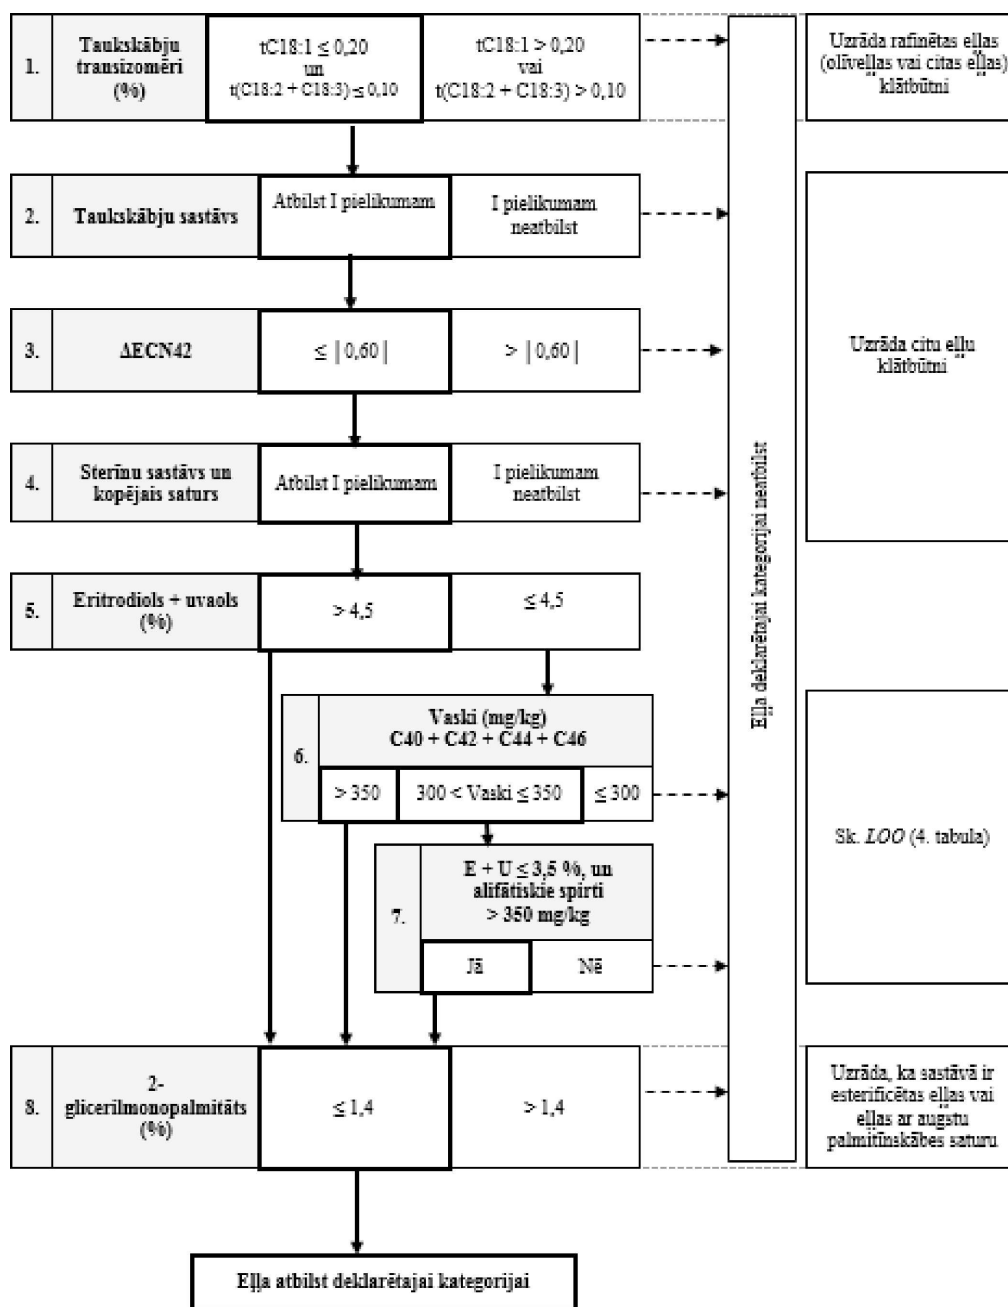 1.
Taukskābju
transizomēri
(%)
tC18:1 ≤ 0,20
un
t(C18:2 + C18:3) ≤ 0,10
tC18:1 > 0,20
vai
t(C18:2 + C18:3) > 0,10
Uzrāda rafinētas eļļas
(olīveļļas vai citas eļļas)
klātbūtni
2.
Taukskābju sastāvs
Atbilst I pielikumam
I pielikumam
neatbilst
3.
ΔECN42
≤ | 0,60 |
> | 0,60 |
Uzrāda citu eļļu
klātbūtni
4.
Sterīnu sastāvs un
kopējais saturs
Atbilst I pielikumam
I pielikumam
neatbilst
Eļļa deklarētajai kategorijai neatbilst
5.
Eritrodiols + uvaols
(%)
> 4,5
≤ 4,5
6.
Vaski (mg/kg)
C40 + C42 + C44 + C46
> 350
300 < Vaski ≤ 350
≤ 300
Sk. LOO (4. tabula)
7.
E + U ≤ 3,5 %, un
alifātiskie spirti
> 350 mg/kg
Jā
Nē
8.
2-
glicerilmonopalmitāts
(%)
≤ 1,4
> 1,4
Uzrāda, ka sastāvā ir
esterificētas eļļas vai
eļļas ar augstu
palmitīnskābes saturu
Eļļa atbilst deklarētajai kategorijai